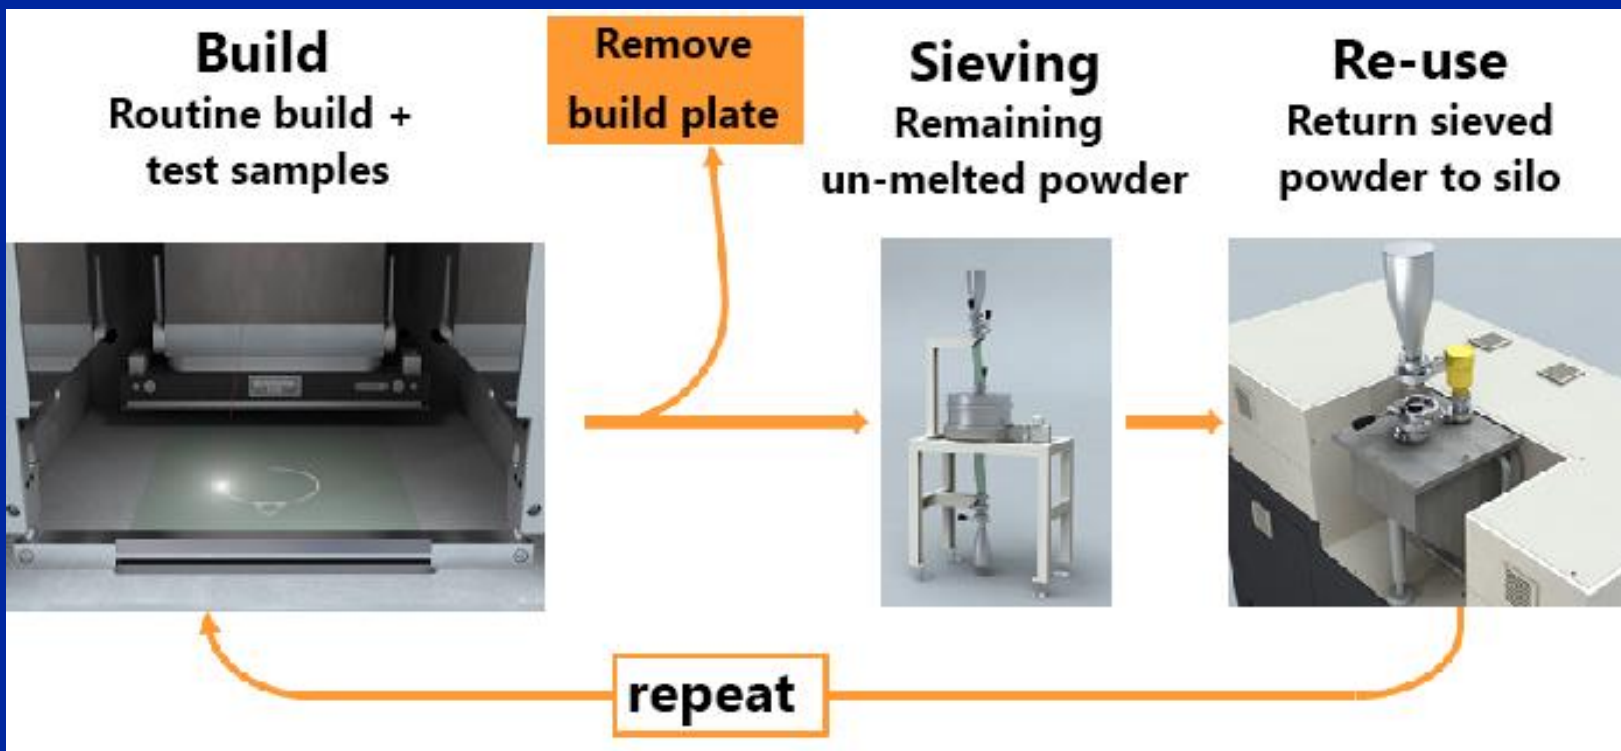 Build
Routine build +
test samples
Remove
build plate
Sieving
Remaining
un-melted powder
Re-use
Return sieved
powder to silo
repeat